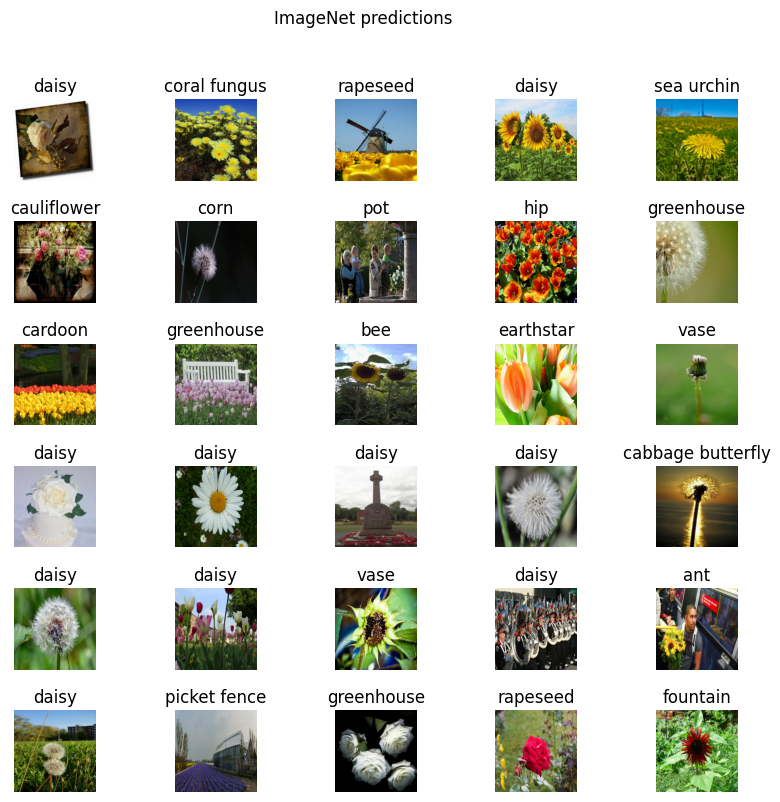 ImageNet predictions
daisy coral fungus rapeseed daisy sea urchin
cauliflower corn pot hip greenhouse
cardoon greenhouse bee earthstar vase
daisy daisy daisy daisy cabbage butterfly
daisy daisy vase daisy ant
daisy picket fence greenhouse rapeseed fountain